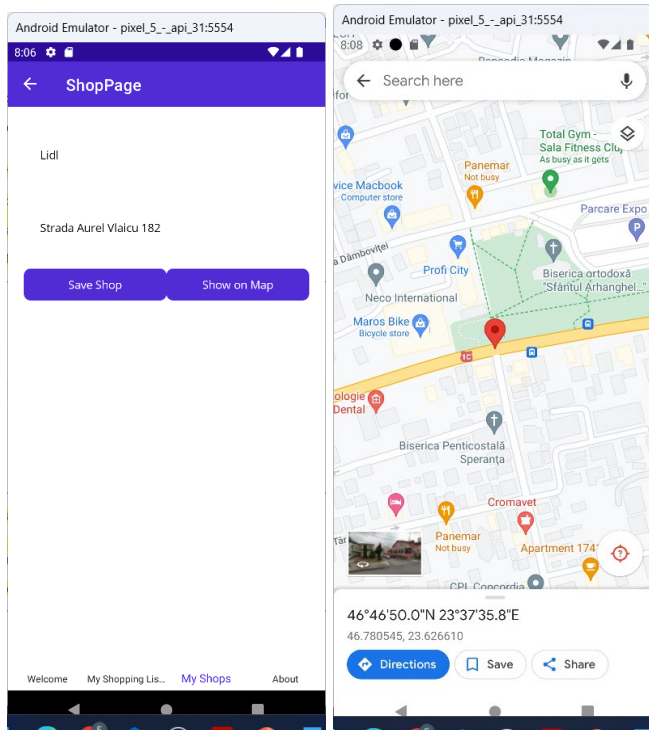 Android Emulator - pixel_5_-_api_31:5554
8:06
ShopPage
Lidl
Strada Aurel Vlaicu 182
Save Shop
Show on Map
Welcome
My Shopping Lis...
My Shops
About
Android Emulator - pixel_5_-_api_31:5554
8:08
Search here
Total Gym -
Sala Fitness Cluj
As busy as it gets
Panemar
Not busy
vice Macbook
Computer store
Parcare Expo
P
a Dâmboviței
Profi City
Biserica ortodoxă
"Sfântul Arhanghel..."
Neco International
Maros Bike
Bicycle store
1C
ologie
Dental
Biserica Penticostală
Speranța
Cromavet
Panemar
Not busy
Apartment 174
CPL Concordia
46°46'50.0"N 23°37'35.8"E
46.780545, 23.626610
Directions
Save
Share